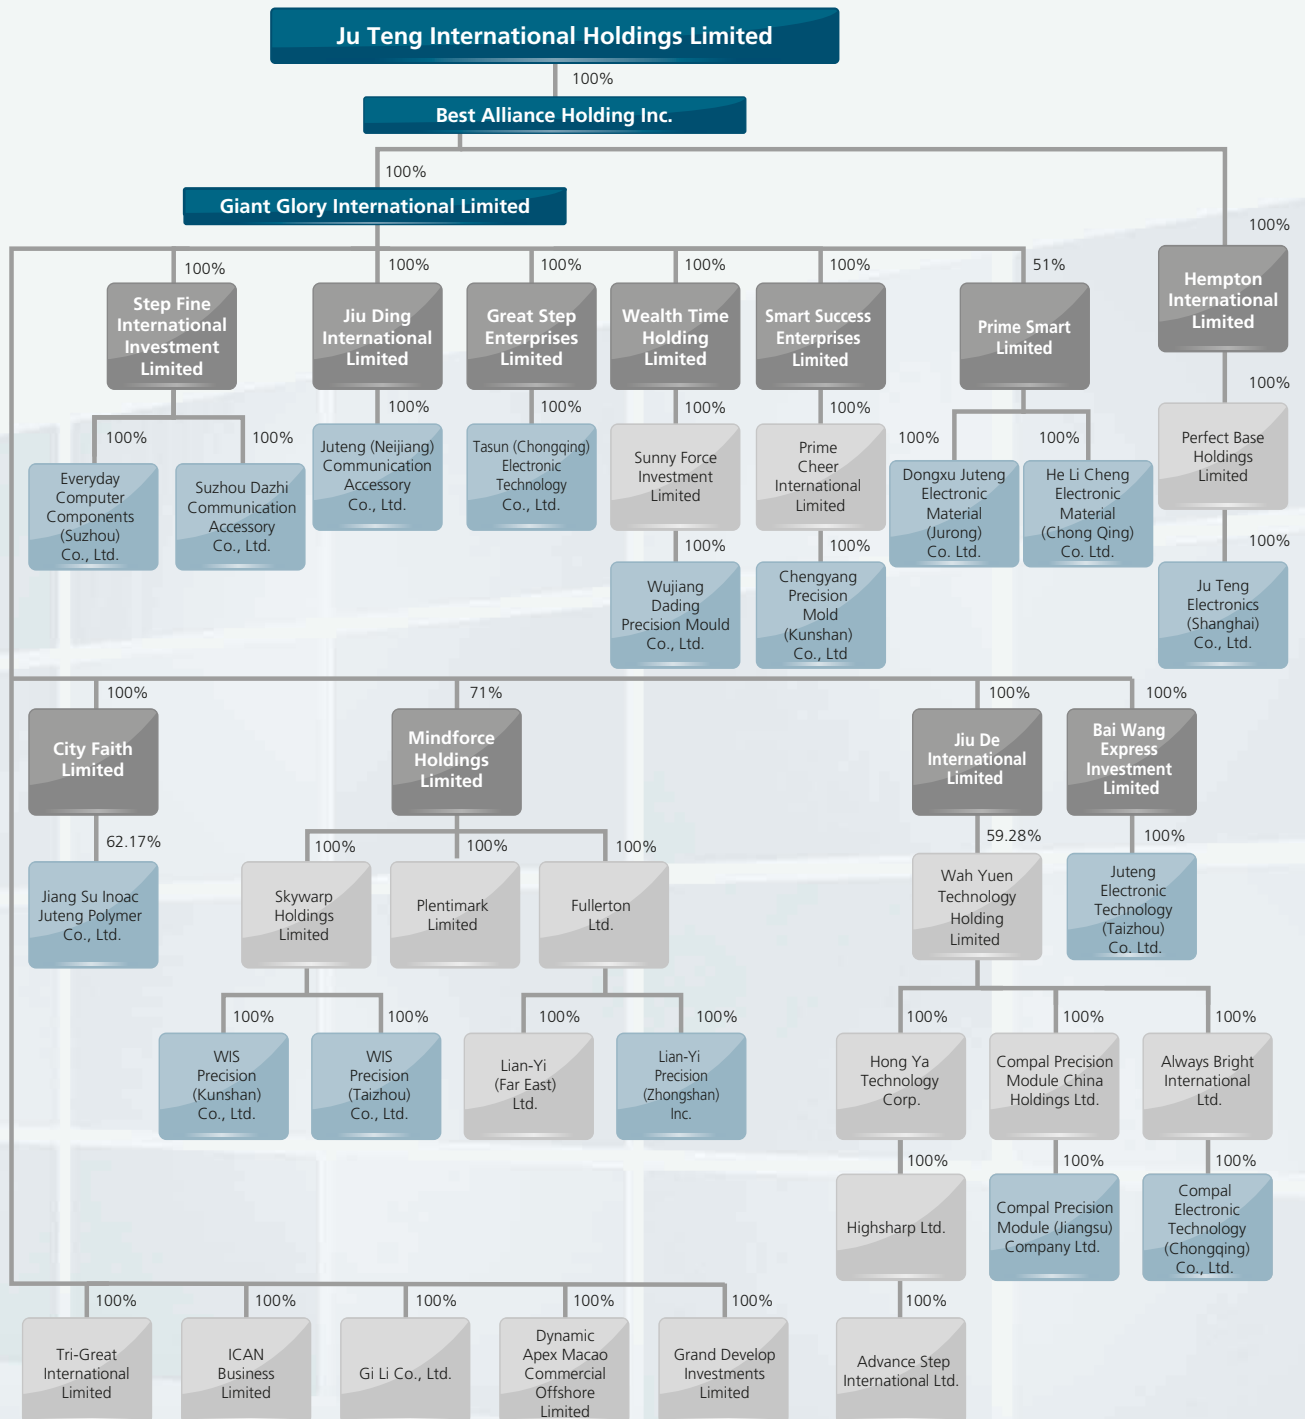 Ju Teng International Holdings Limited
100%
Best Alliance Holding Inc.
100%
Giant Glory International Limited
100%
Hempton
International
Limited
100%
Perfect Base
Holdings
Limited
100%
Ju Teng
Electronics
(Shanghai)
Co., Ltd.
100%
Step Fine
International
Investment
Limited
100%
Everyday
Computer
Components
(Suzhou)
Co., Ltd.
100%
Suzhou Dazhi
Communication
Accessory
Co., Ltd.
100%
Jiu Ding
International
Limited
100%
Juteng (Neijiang)
Communication
Accessory
Co., Ltd.
100%
Great Step
Enterprises
Limited
100%
Tasun (Chongqing)
Electronic
Technology
Co., Ltd.
100%
Wealth Time
Holding
Limited
100%
Sunny Force
Investment
Limited
100%
Wujiang
Dading
Precision Mould
Co., Ltd.
100%
Smart Success
Enterprises
Limited
100%
Prime
Cheer
International
Limited
100%
Chengyang
Precision
Mold
(Kunshan)
Co., Ltd
51%
Prime Smart
Limited
100%
Dongxu Juteng
Electronic
Material
(Jurong)
Co. Ltd.
100%
He Li Cheng
Electronic
Material
(Chong Qing)
Co. Ltd.
100%
City Faith
Limited
62.17%
Jiang Su Inoac
Juteng Polymer
Co., Ltd.
71%
Mindforce
Holdings
Limited
100%
Skywarp
Holdings
Limited
100%
Plentimark
Limited
100%
Fullerton
Ltd.
100%
WIS
Precision
(Kunshan)
Co., Ltd.
100%
WIS
Precision
(Taizhou)
Co., Ltd.
100%
Lian-Yi
(Far East)
Ltd.
100%
Lian-Yi
Precision
(Zhongshan)
Inc.
100%
Jiu De
International
Limited
59.28%
Wah Yuen
Technology
Holding
Limited
100%
Bai Wang
Express
Investment
Limited
100%
Juteng
Electronic
Technology
(Taizhou)
Co. Ltd.
100%
Hong Ya
Technology
Corp.
100%
Compal Precision
Module China
Holdings Ltd.
100%
Always Bright
International
Ltd.
100%
Highsharp Ltd.
100%
Compal Precision
Module (Jiangsu)
Company Ltd.
100%
Compal
Electronic
Technology
(Chongqing)
Co., Ltd.
100%
Advance Step
International Ltd.
100%
Tri-Great
International
Limited
100%
ICAN
Business
Limited
100%
Gi Li Co., Ltd.
100%
Dynamic
Apex Macao
Commercial
Offshore
Limited
100%
Grand Develop
Investments
Limited